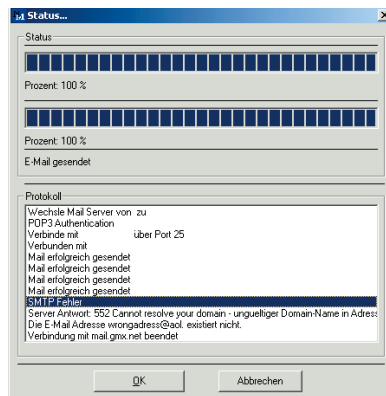 Status...
Status
Prozent: 100 %
Prozent: 100 %
E-Mail gesendet
Protokoll
Wechsle Mail Server von zu
POP3 Authentication
Verbinde mit über Port 25
Verbunden mit
Mail erfolgreich gesendet
Mail erfolgreich gesendet
Mail erfolgreich gesendet
Mail erfolgreich gesendet
SMTP Fehler
Server Antwort: 552 Cannot resolve your domain - ungueltiger Domain-Name in Adress
Die E-Mail Adresse wrongadress@aol. existiert nicht.
Verbindung mit mail.gmx.net beendet
OK Abbrechen